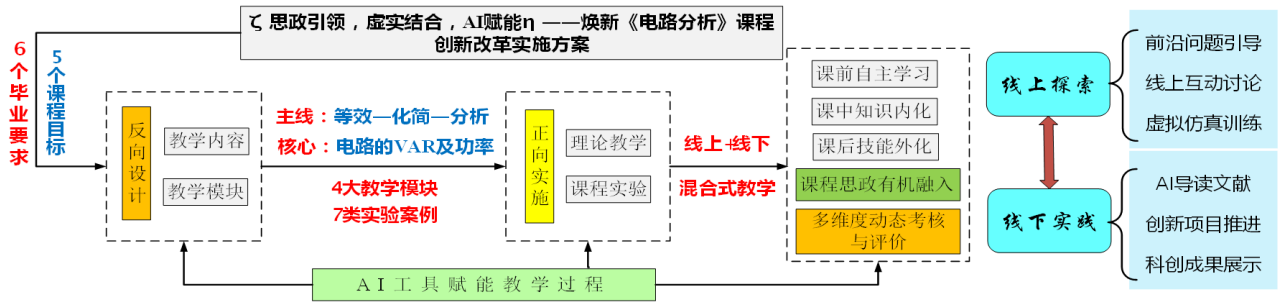 ζ 思政引领，虚实结合，AI赋能η ——焕新《电路分析》课程
创新改革实施方案
6个毕业要求
5个课程目标
反向设计
教学内容
教学模块
主线：等效—化简—分析
核心：电路的VAR及功率
4大教学模块
7类实验案例
正向实施
理论教学
课程实验
线上+线下
混合式教学
课前自主学习
课中知识内化
课后技能外化
课程思政有机融入
多维度动态考核
与评价
AI工具赋能教学过程
线上探索
前沿问题引导
线上互动讨论
虚拟仿真训练
线下实践
AI导读文献
创新项目推进
科创成果展示